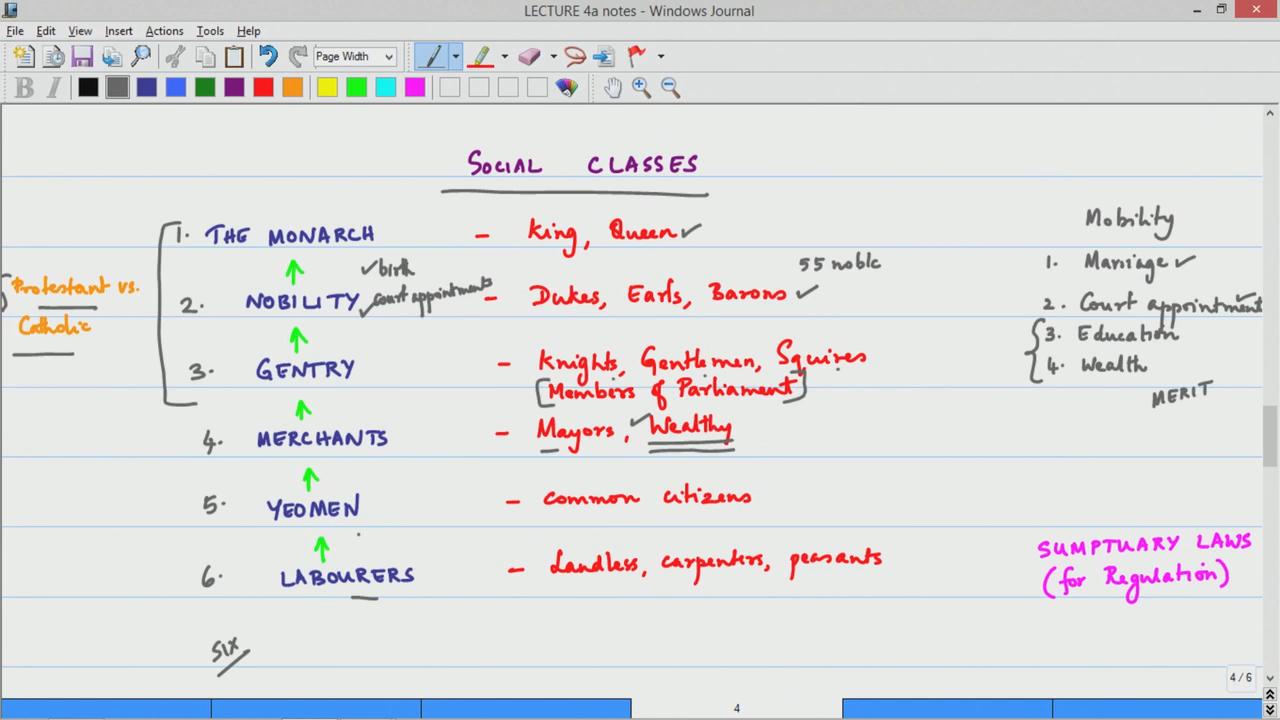 LECTURE 4a notes - Windows Journal
File Edit View Insert Actions Tools Help
Page Width
B I
SOCIAL CLASSES
1. THE MONARCH - King, Queen ✓
✓birth
2. NOBILITY ✓court appointments - Dukes, Earls, Barons ✓
55 noble
3. GENTRY - Knights, Gentlemen, Squires
[Members of Parliament]
4. MERCHANTS - Mayors, ✓Wealthy
5. YEOMEN - common citizens
6. LABOURERS - Landless, carpenters, peasants
SIX
Protestant vs.
Catholic
Mobility
1. Marriage ✓
2. Court appointment ✓
3. Education
4. Wealth
MERIT
SUMPTUARY LAWS
(for Regulation)
4 / 6
4